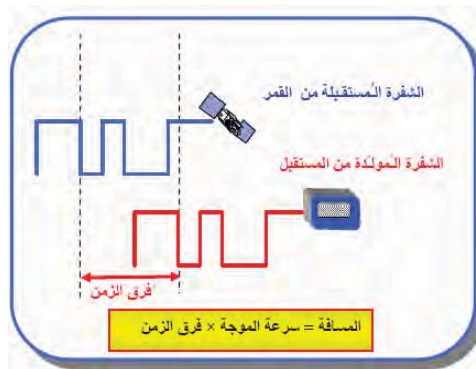 الشفرة المُستقبلة من القمر
الشفرة المُولدة من المستقبل
فرق الزمن
المسافة = سرعة الموجة × فرق الزمن